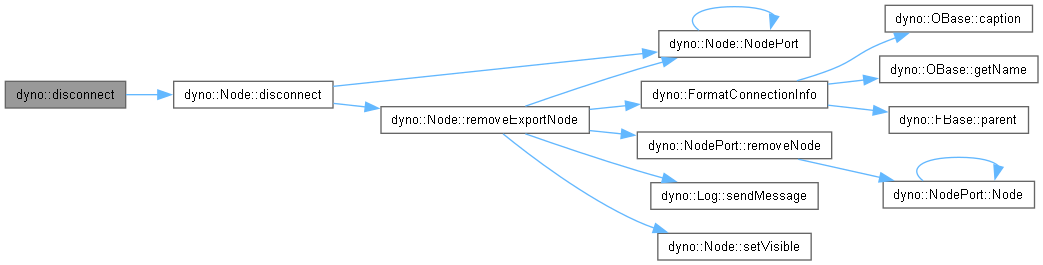 dyno::disconnect
dyno::Node::disconnect
dyno::Node::NodePort
dyno::Node::removeExportNode
dyno::FormatConnectionInfo
dyno::OBase::caption
dyno::OBase::getName
dyno::FBase::parent
dyno::NodePort::removeNode
dyno::NodePort::Node
dyno::Log::sendMessage
dyno::Node::setVisible